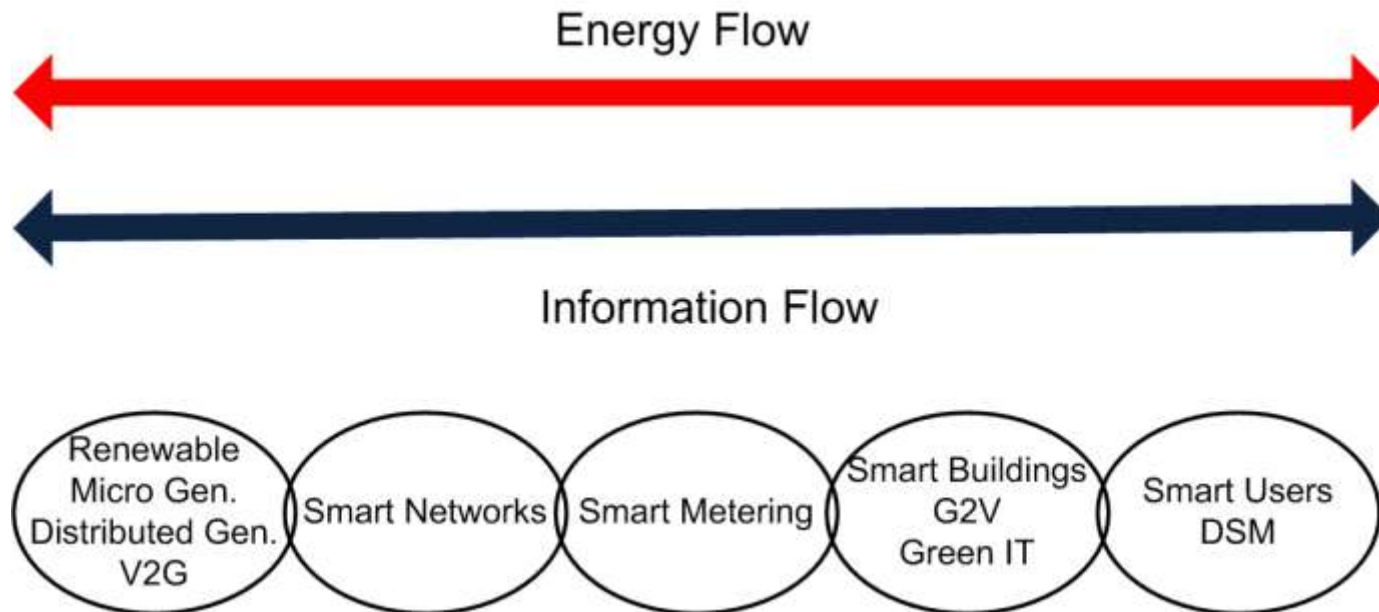 Energy Flow
Information Flow
Renewable
Micro Gen.
Distributed Gen.
V2G
Smart Networks
Smart Metering
Smart Buildings
G2V
Green IT
Smart Users
DSM